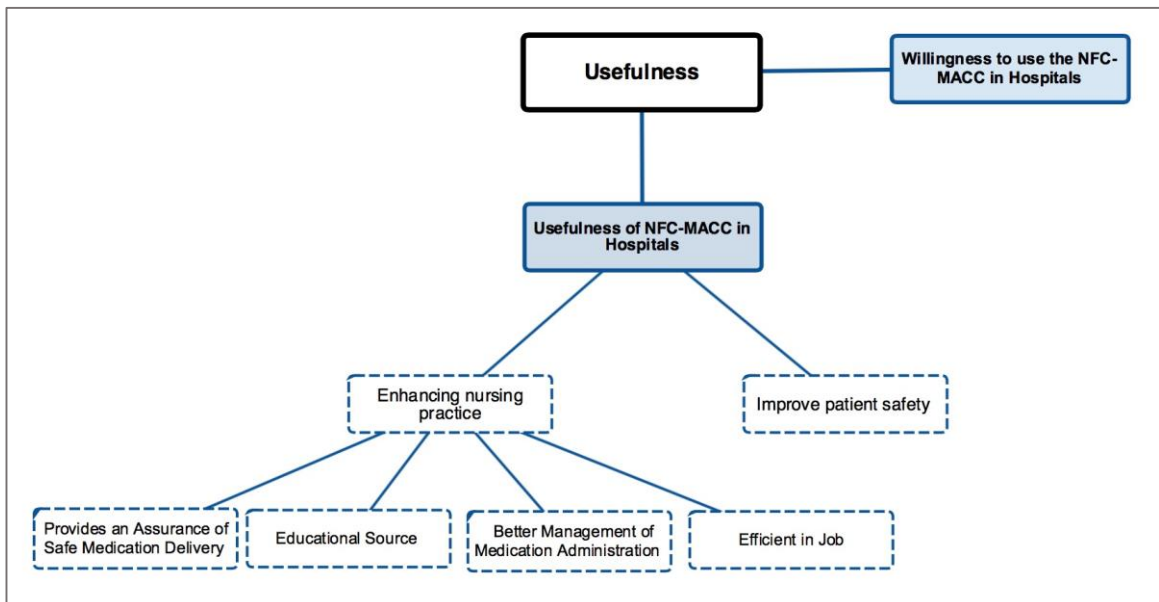 Usefulness
Willingness to use the NFC-
MACC in Hospitals
Usefulness of NFC-MACC in
Hospitals
Enhancing nursing
practice
Improve patient safety
Provides an Assurance of
Safe Medication Delivery
Educational Source
Better Management of
Medication Administration
Efficient in Job